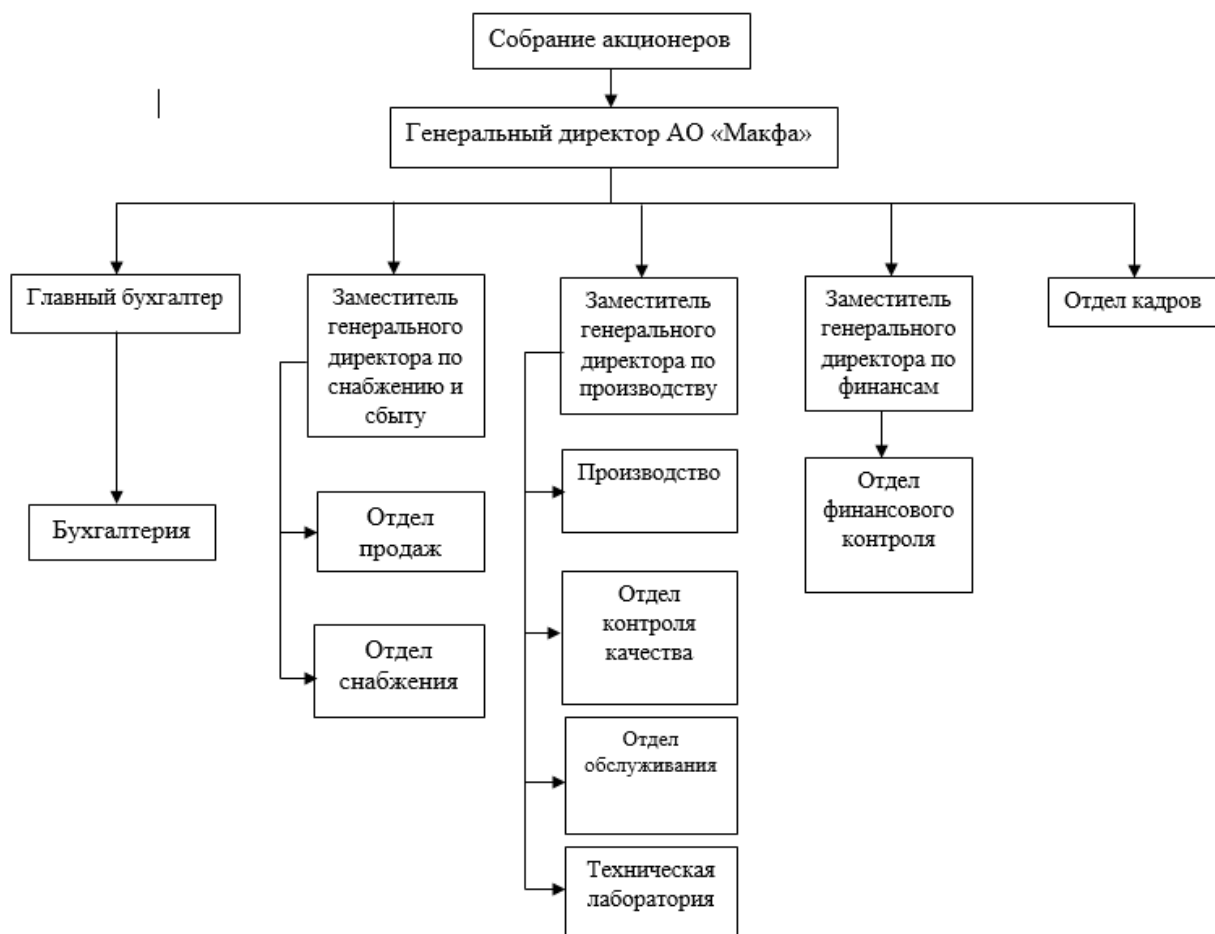 Собрание акционеров
Генеральный директор АО «Макфа»
Главный бухгалтер
Заместитель
генерального
директора по
снабжению и
сбыту
Заместитель
генерального
директора по
производству
Заместитель
генерального
директора по
финансам
Отдел кадров
Бухгалтерия
Отдел
продаж
Отдел
снабжения
Производство
Отдел
контроля
качества
Отдел
обслуживания
Техническая
лаборатория
Отдел
финансового
контроля